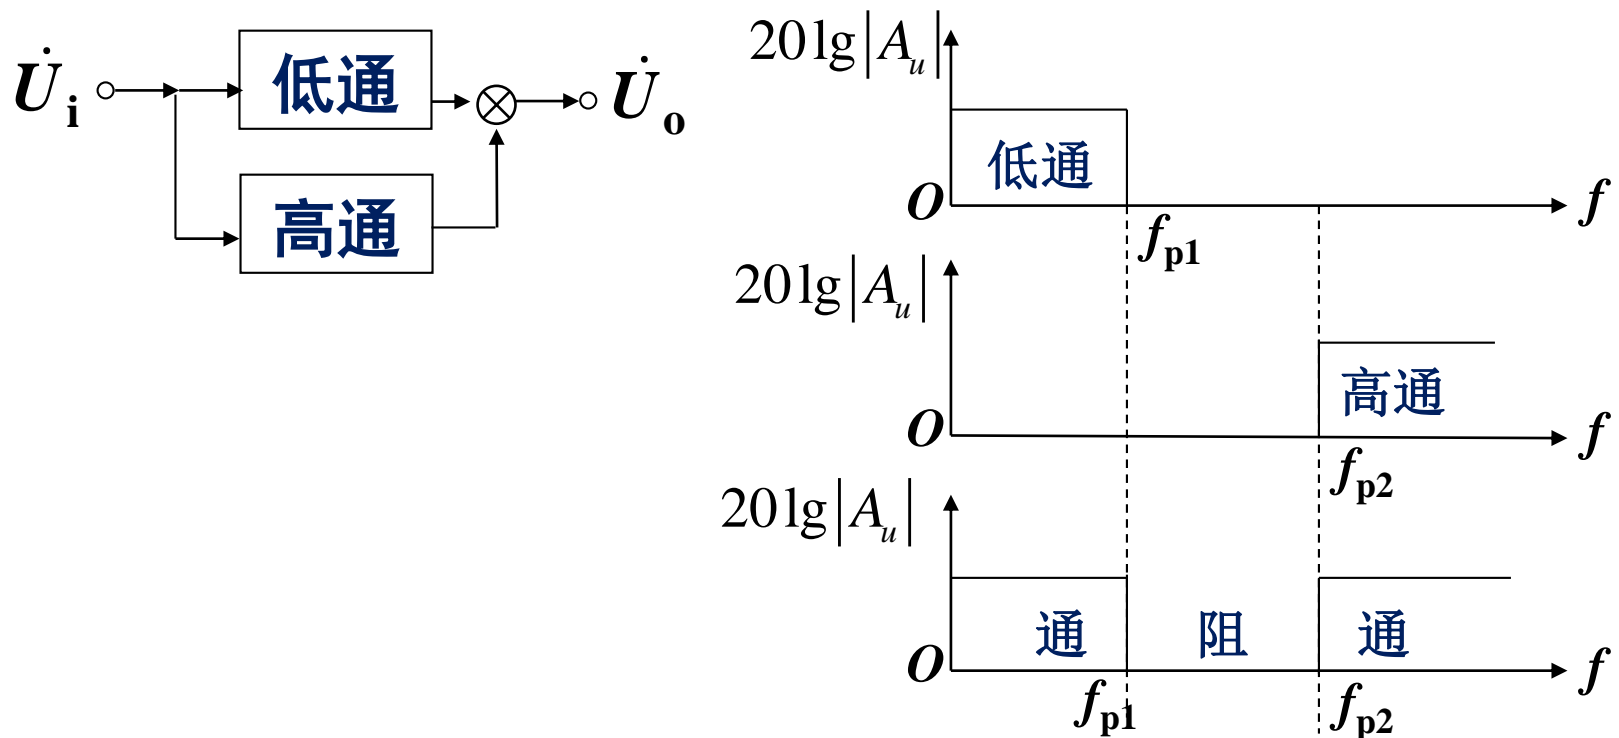 U̇i 低通 U̇o
高通
20lg|Au|
低通
O f
fp1
20lg|Au|
高通
O f
fp2
20lg|Au|
通 阻 通
O f
fp1 fp2